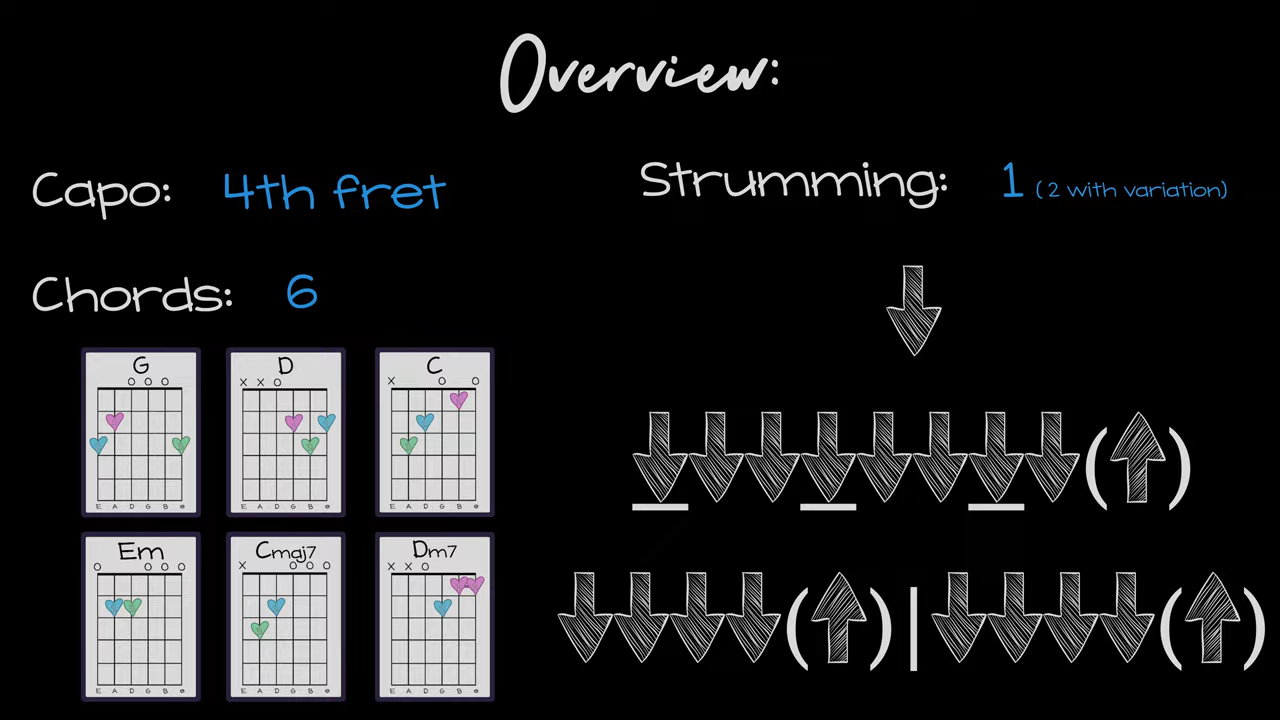 Overview:
Capo: 4th fret
Strumming: 1 (2 with variation)
Chords: 6
G
o o o
E A D G B e
D
x x o
E A D G B e
C
x o o
E A D G B e
Em
o o o o
E A D G B e
Cmaj7
x o o o
E A D G B e
Dm7
x x o
E A D G B e
( )
( ) | ( )